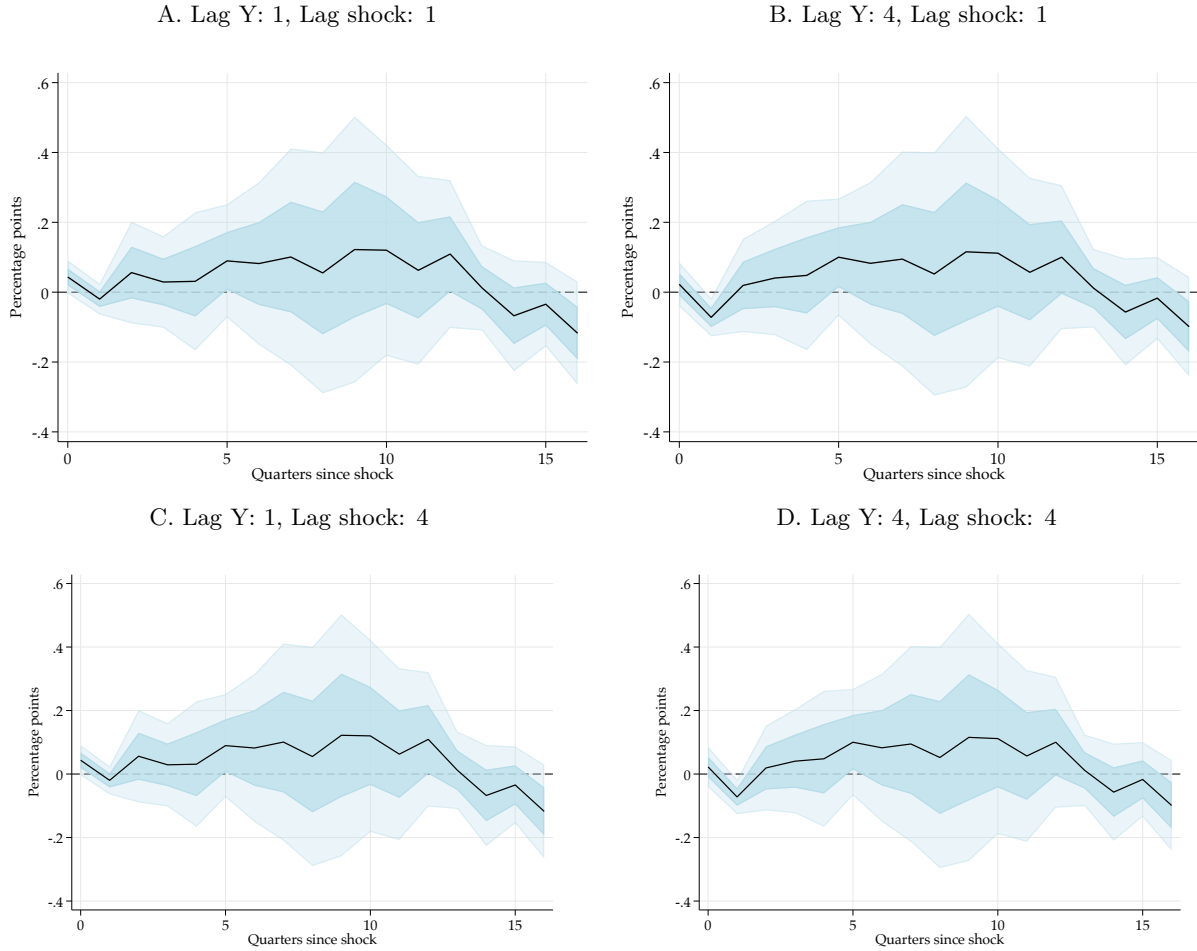 A. Lag Y: 1, Lag shock: 1
B. Lag Y: 4, Lag shock: 1
Percentage points
.6
.4
.2
0
-.2
-.4
0 5 10 15
Quarters since shock
Percentage points
.6
.4
.2
0
-.2
-.4
0 5 10 15
Quarters since shock
C. Lag Y: 1, Lag shock: 4
D. Lag Y: 4, Lag shock: 4
Percentage points
.6
.4
.2
0
-.2
-.4
0 5 10 15
Quarters since shock
Percentage points
.6
.4
.2
0
-.2
-.4
0 5 10 15
Quarters since shock